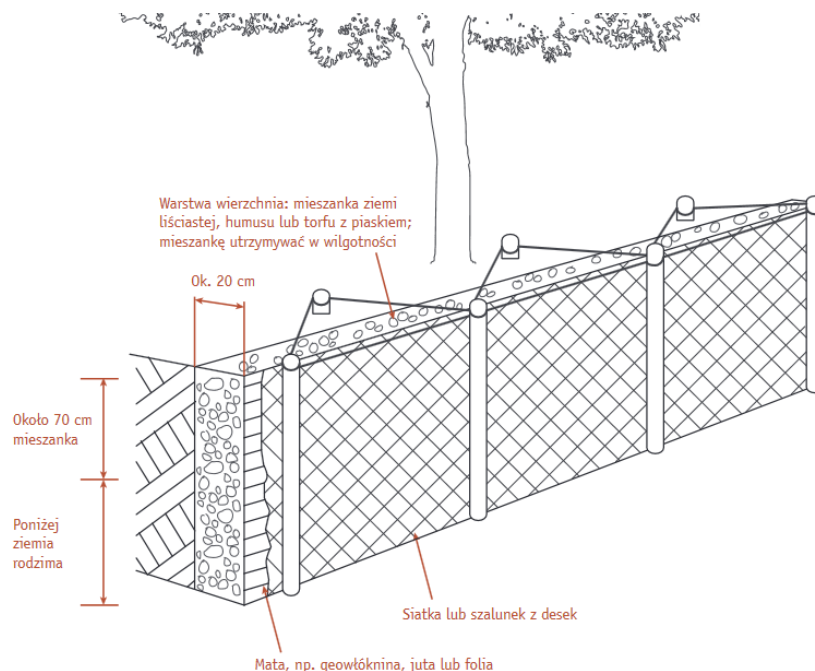 Warstwa wierzchnia: mieszanka ziemi
liściastej, humusu lub torfu z piaskiem;
mieszankę utrzymywać w wilgotności
Ok. 20 cm
Około 70 cm
mieszanka
Poniżej
ziemia
rodzima
Siatka lub szalunek z desek
Mata, np. geowłóknina, juta lub folia